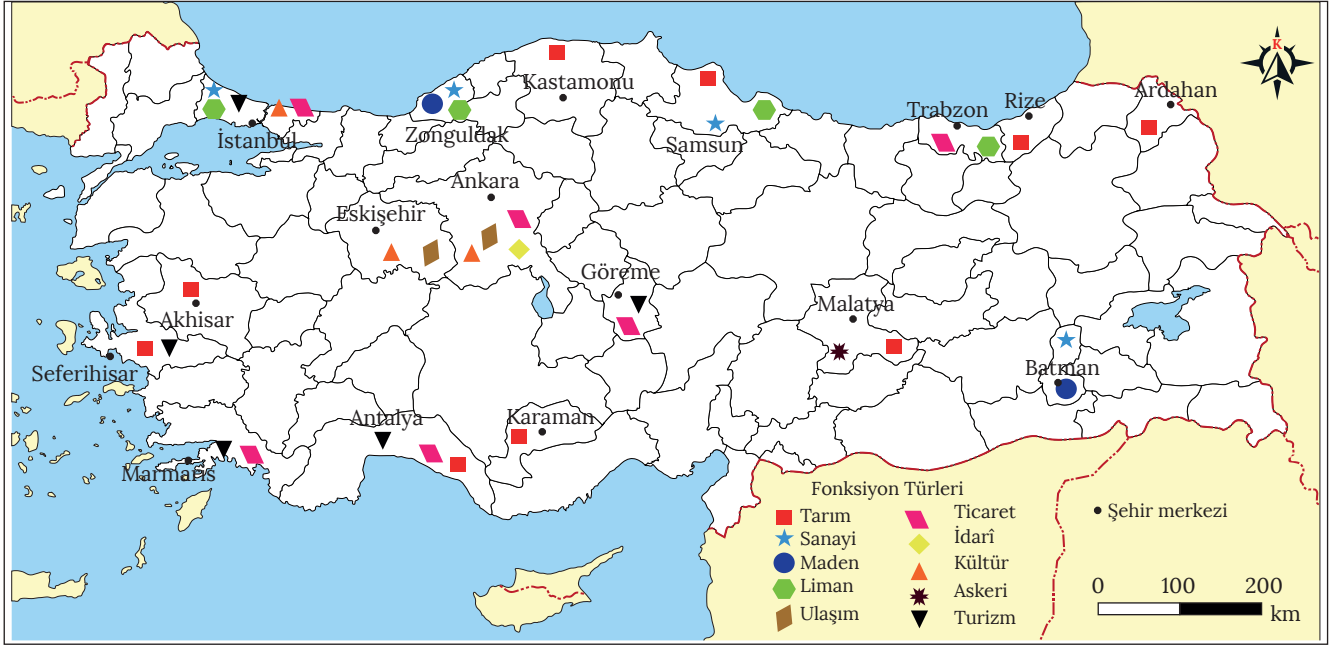 K
Kastamonu
Ardahan
Trabzon
Rize
İstanbul
Zonguldak
Samsun
Ankara
Eskişehir
Göreme
Malatya
Akhisar
Seferihisar
Batman
Antalya
Karaman
Marmaris
Fonksiyon Türleri
Tarım
Sanayi
Maden
Liman
Ulaşım
Ticaret
İdarî
Kültür
Askeri
Turizm
Şehir merkezi
0 100 200
km